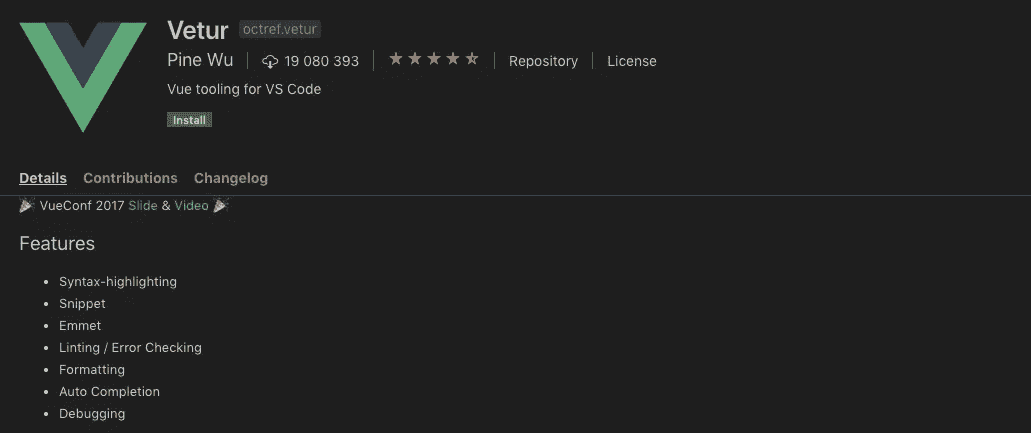 Vetur octref.vetur
Pine Wu 19 080 393 Repository License
Vue tooling for VS Code
Install
Details Contributions Changelog
🎉 VueConf 2017 Slide & Video 🎉
Features
• Syntax-highlighting
• Snippet
• Emmet
• Linting / Error Checking
• Formatting
• Auto Completion
• Debugging